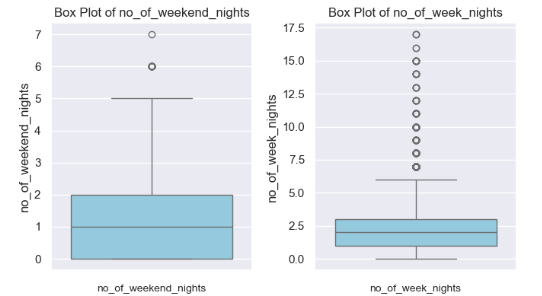 Box Plot of no_of_weekend_nights
7
6
5
4
3
2
1
0
no_of_weekend_nights
no_of_weekend_nights
Box Plot of no_of_week_nights
17.5
15.0
12.5
10.0
7.5
5.0
2.5
0.0
no_of_week_nights
no_of_week_nights